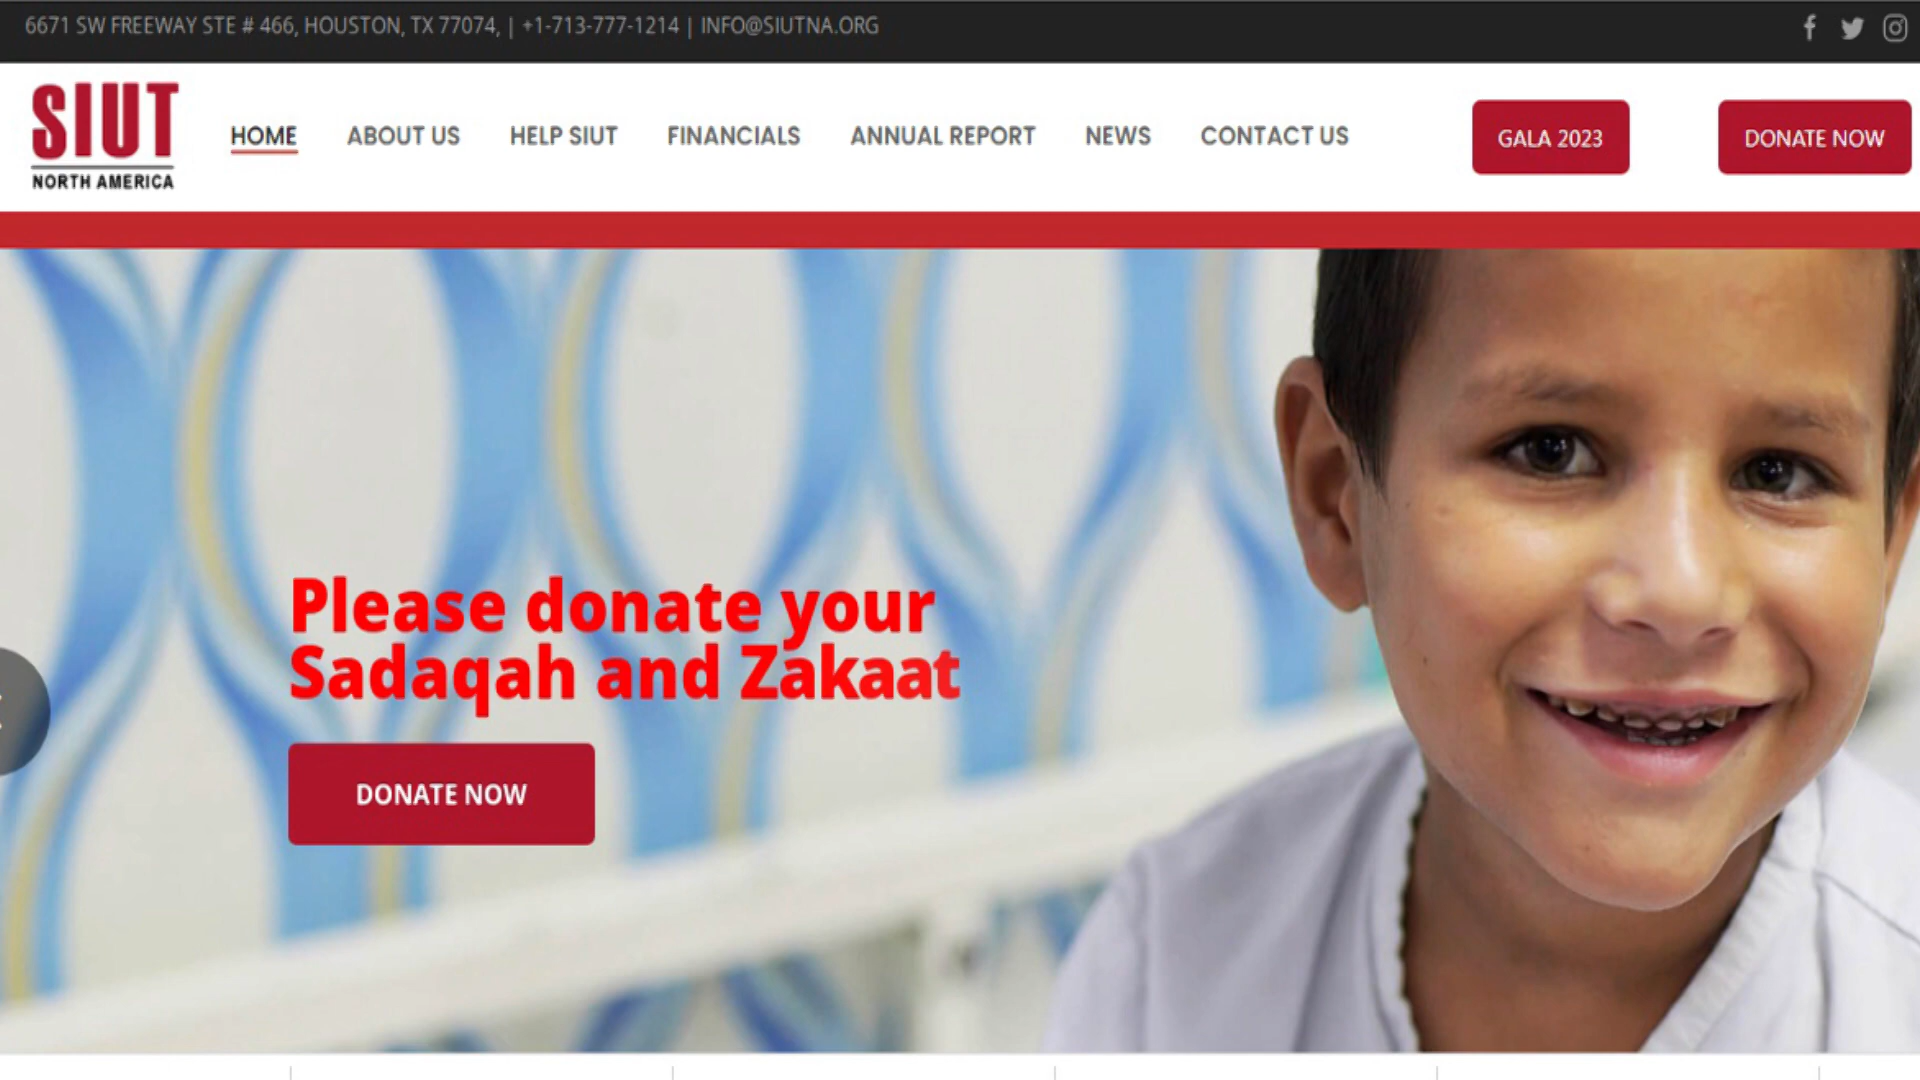 6671 SW FREEWAY STE # 466, HOUSTON, TX 77074, | +1-713-777-1214 | INFO@SIUTNA.ORG
SIUT
NORTH AMERICA
HOME
ABOUT US
HELP SIUT
FINANCIALS
ANNUAL REPORT
NEWS
CONTACT US
GALA 2023
DONATE NOW
Please donate your
Sadaqah and Zakaat
DONATE NOW